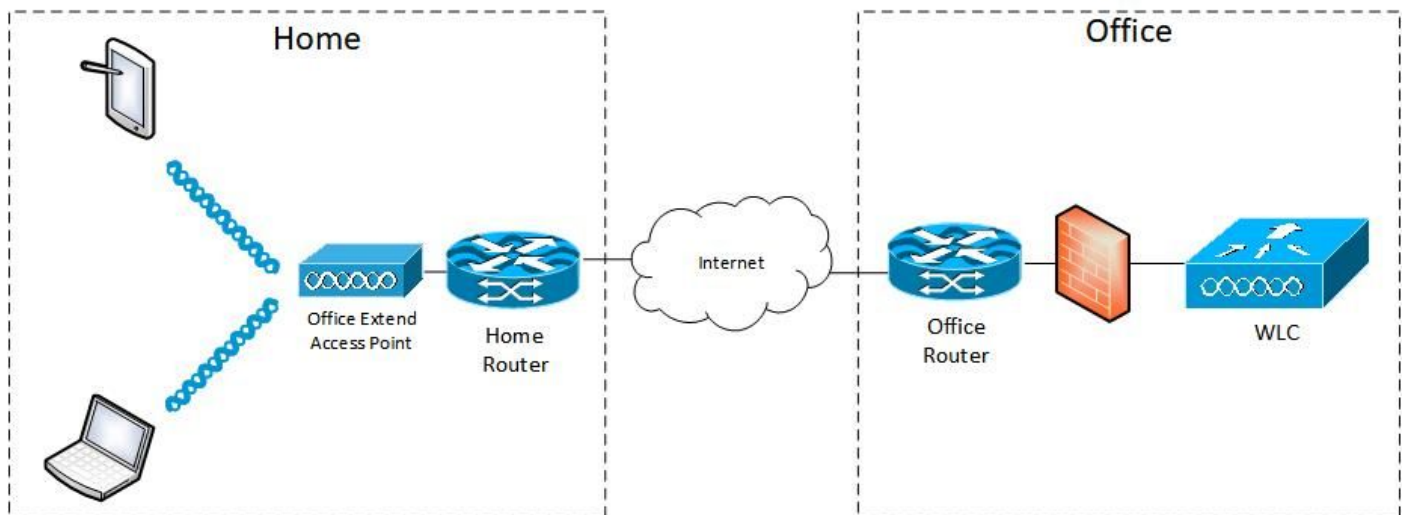 Home
Office
Office Extend
Access Point
Home
Router
Internet
Office
Router
WLC